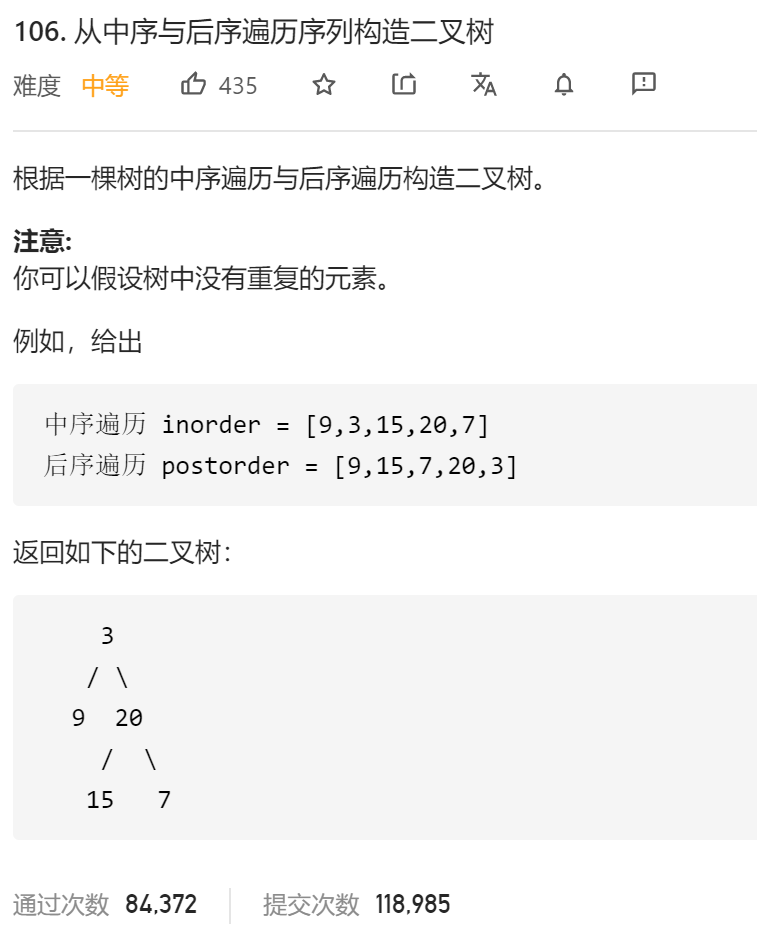 106. 从中序与后序遍历序列构造二叉树
难度 中等 435
根据一棵树的中序遍历与后序遍历构造二叉树。
注意:
你可以假设树中没有重复的元素。
例如，给出
中序遍历 inorder = [9,3,15,20,7]
后序遍历 postorder = [9,15,7,20,3]
返回如下的二叉树：
3
/ \
9 20
/ \
15 7
通过次数 84,372 提交次数 118,985